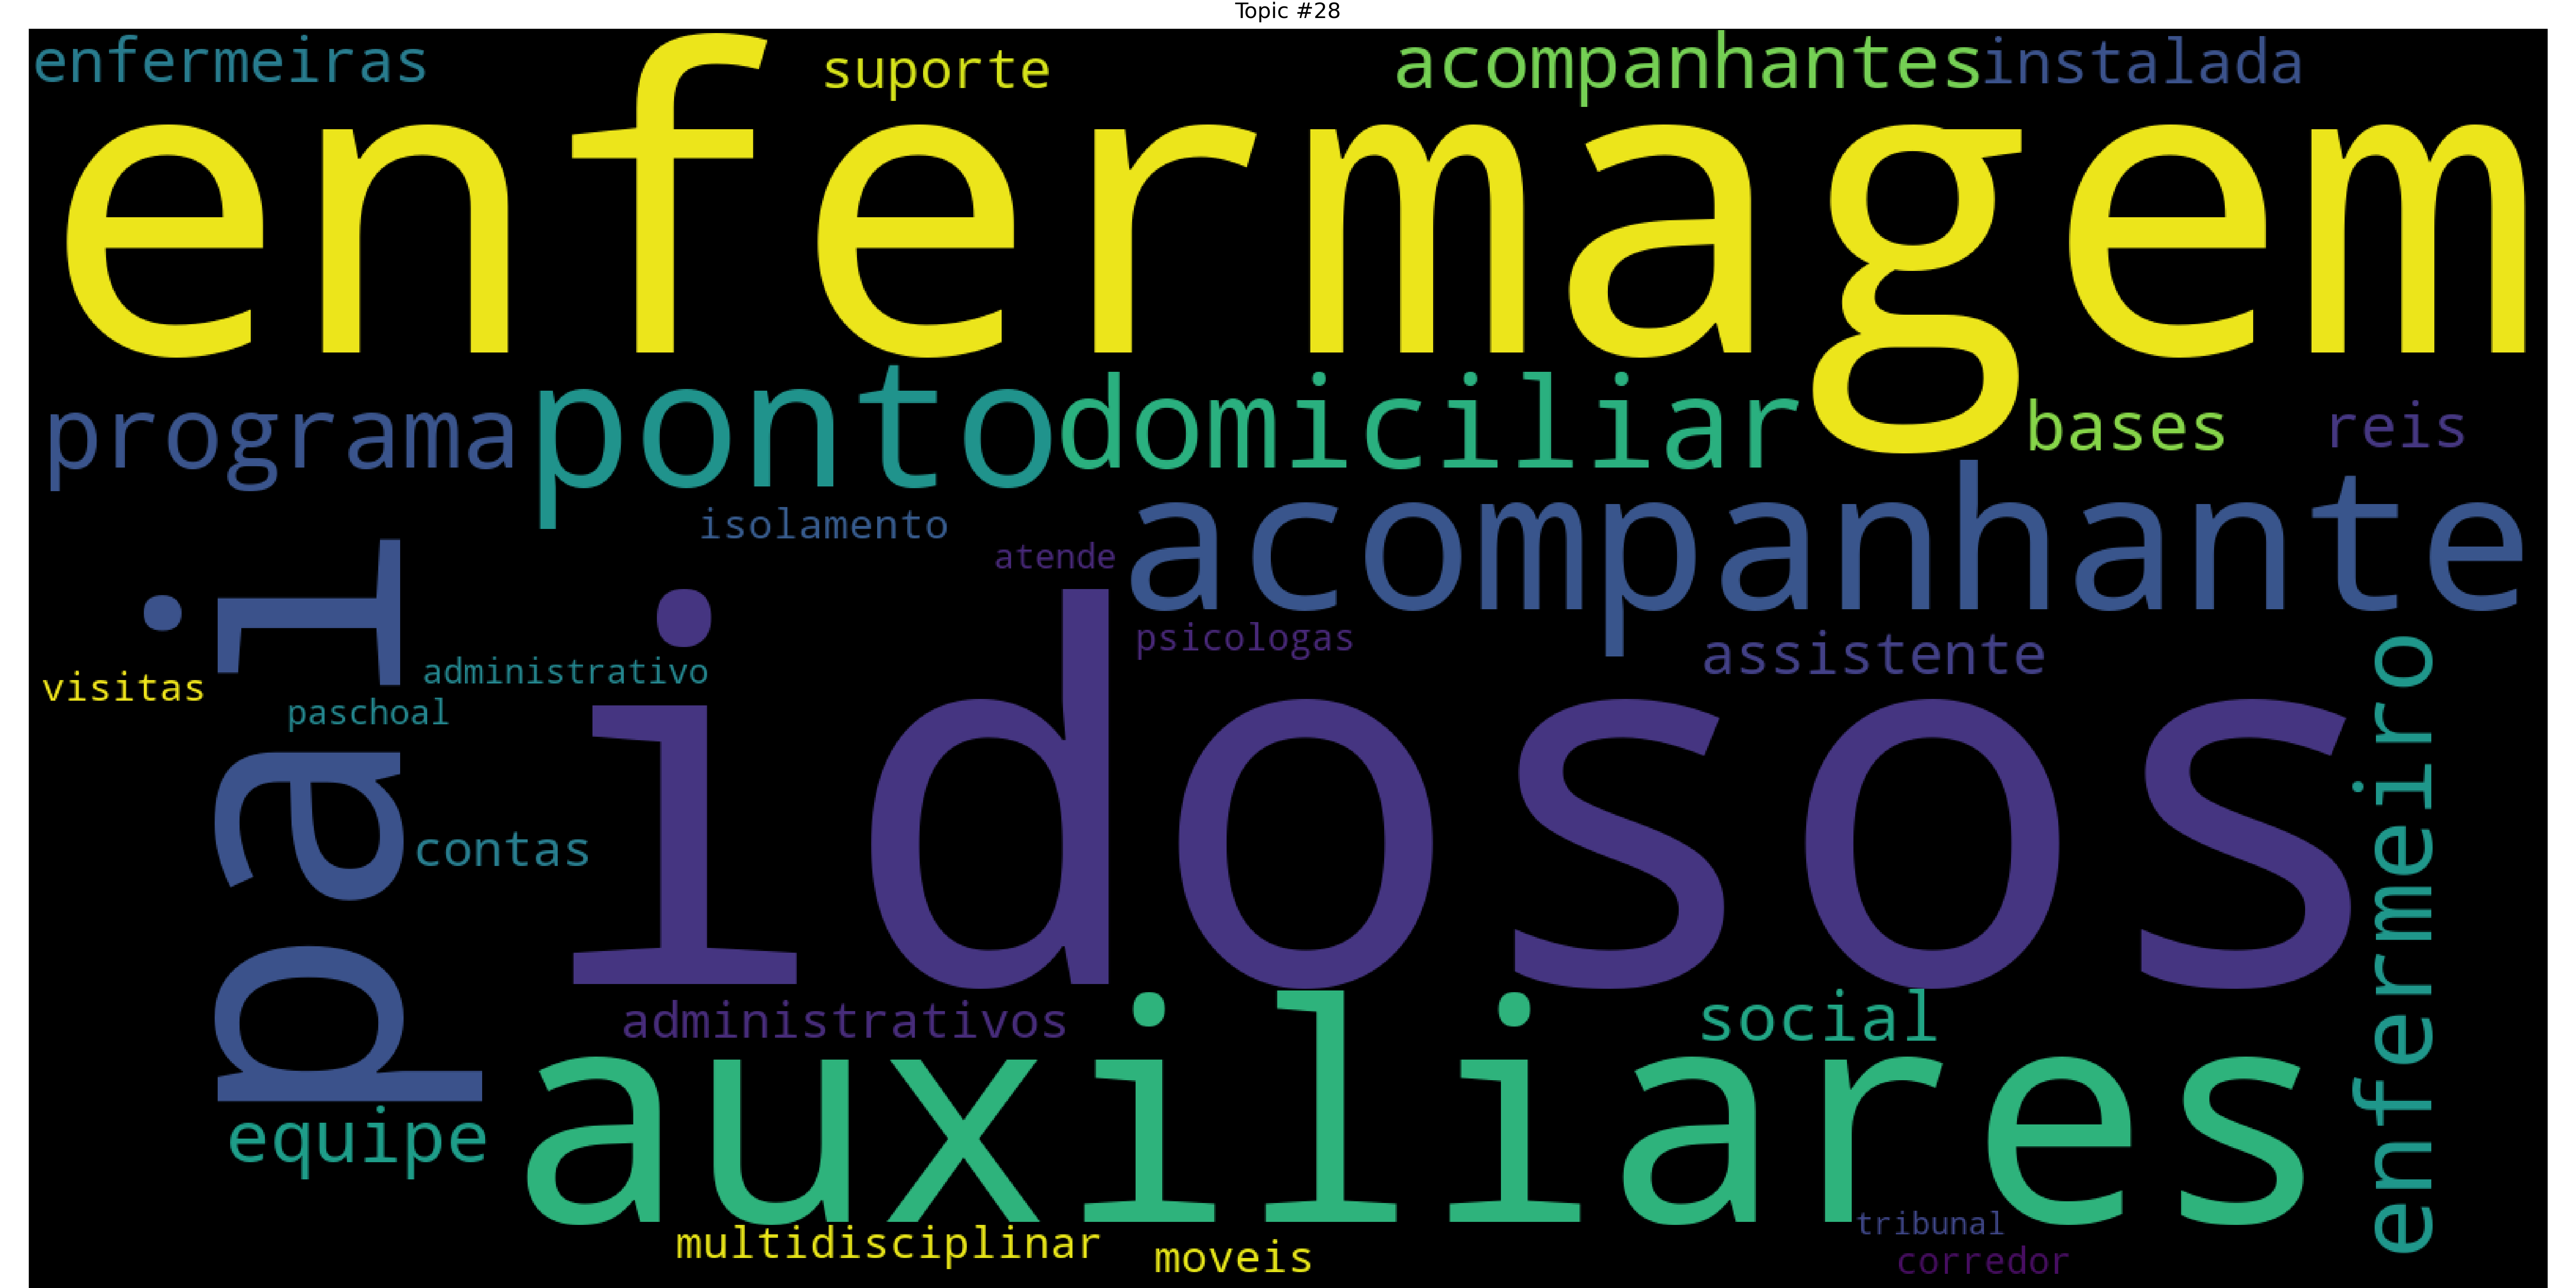 Topic #28
enfermeiras
suporte
acompanhantes
instalada
enfermagem
programa
ponto
domiciliar
bases
reis
isolamento
atende
acompanhante
pai
visitas
administrativo
paschoal
psicologas
assistente
enfermeiro
idosos
contas
administrativos
social
equipe
auxiliares
multidisciplinar
moveis
tribunal
corredor